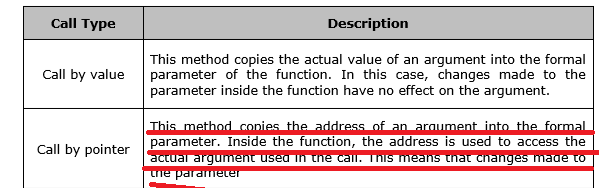 Call Type Description
This method copies the actual value of an argument into the formal
Call by value parameter of the function. In this case, changes made to the
parameter inside the function have no effect on the argument.
This method copies the address of an argument into the formal
parameter. Inside the function, the address is used to access the
Call by pointer actual argument used in the call. This means that changes made to
the parameter